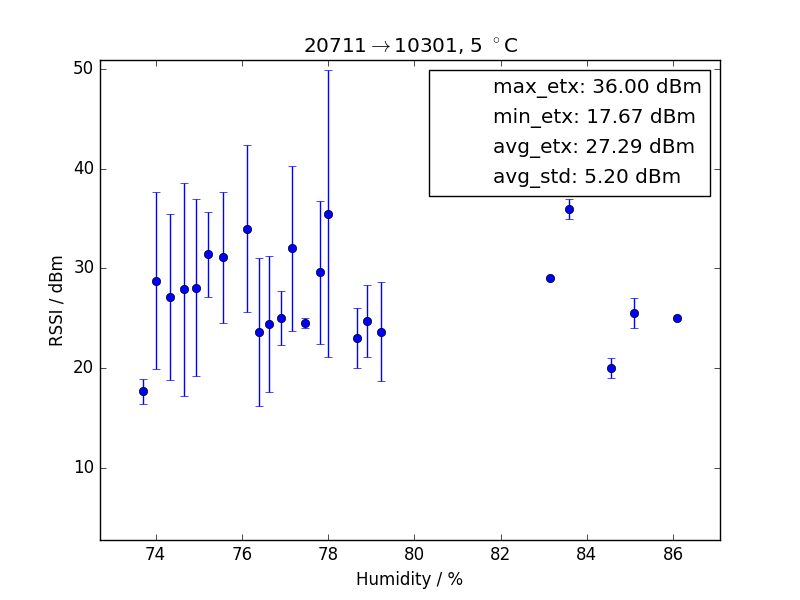 20711→10301, 5 °C
max_etx: 36.00 dBm
min_etx: 17.67 dBm
avg_etx: 27.29 dBm
avg_std: 5.20 dBm
50
40
30
20
10
RSSI / dBm
74 76 78 80 82 84 86
Humidity / %